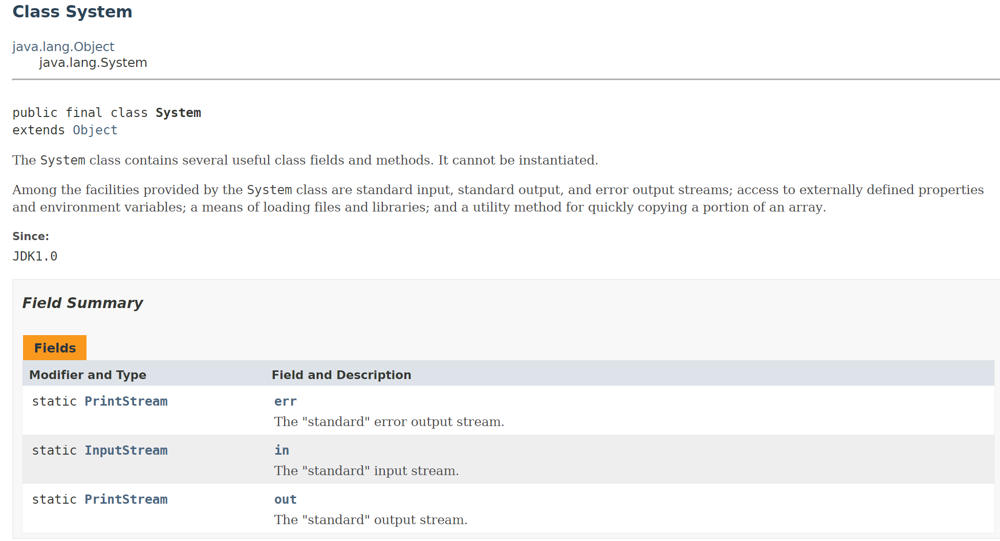 Class System
java.lang.Object
java.lang.System
public final class System
extends Object
The System class contains several useful class fields and methods. It cannot be instantiated.
Among the facilities provided by the System class are standard input, standard output, and error output streams; access to externally defined properties
and environment variables; a means of loading files and libraries; and a utility method for quickly copying a portion of an array.
Since:
JDK1.0
Field Summary
Fields
Modifier and Type Field and Description
static PrintStream err
The "standard" error output stream.
static InputStream in
The "standard" input stream.
static PrintStream out
The "standard" output stream.